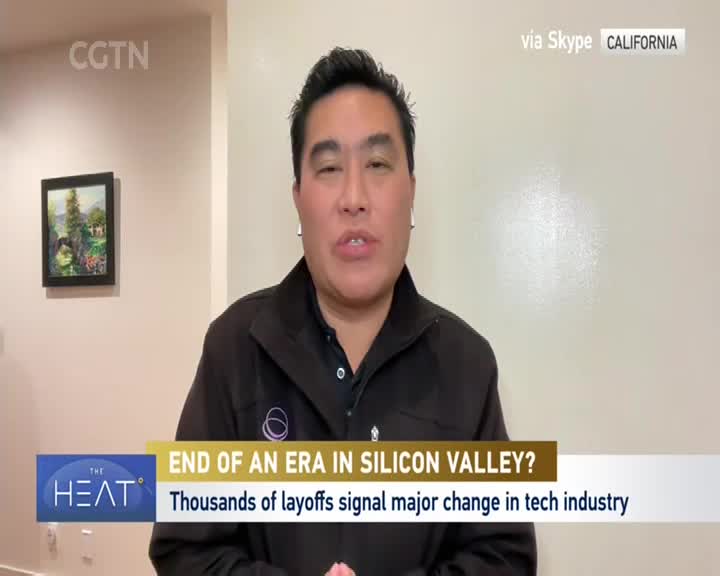 CGTN
via Skype CALIFORNIA
END OF AN ERA IN SILICON VALLEY?
THE
HEAT
Thousands of layoffs signal major change in tech industry